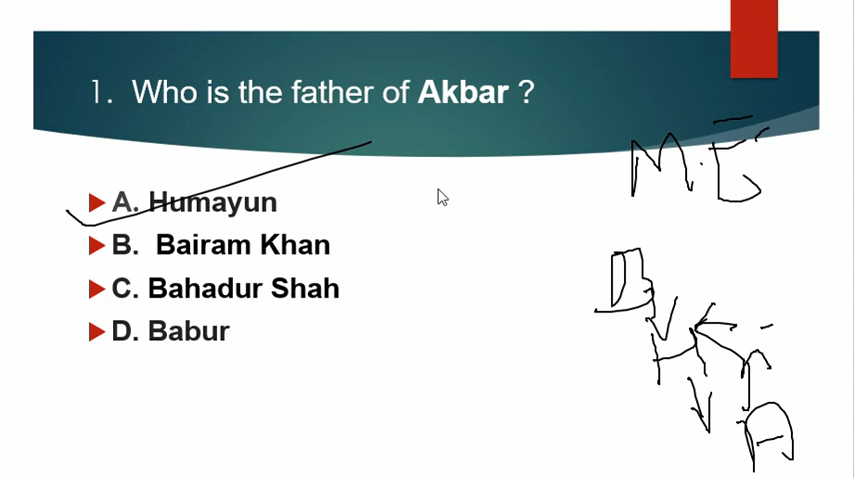 1. Who is the father of Akbar ?
A. Humayun
B. Bairam Khan
C. Bahadur Shah
D. Babur
M.E